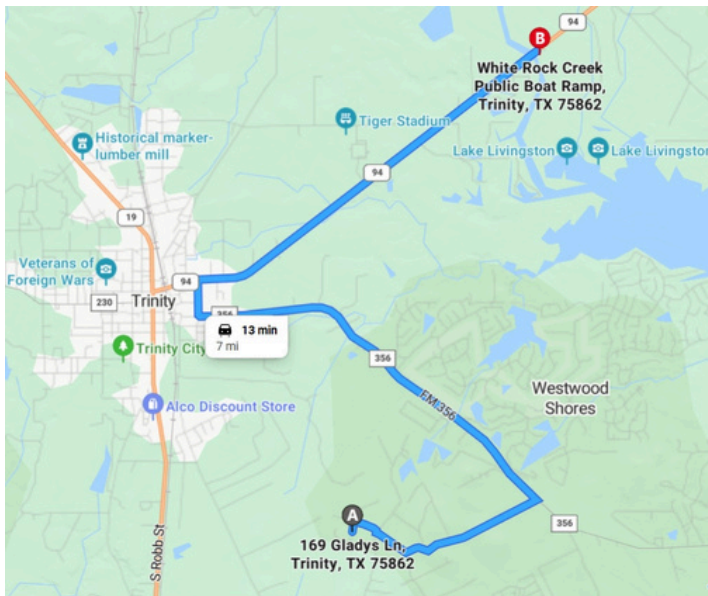 94
B
White Rock Creek
Public Boat Ramp,
Trinity, TX 75862
Tiger Stadium
Historical marker-
lumber mill
Lake Livingston
Lake Livingston
94
19
Veterans of
Foreign Wars
94
230
Trinity
356
13 min
7 mi
Trinity City
356
Alco Discount Store
FM 356
Westwood
Shores
A
169 Gladys Ln,
Trinity, TX 75862
356
S Robb St